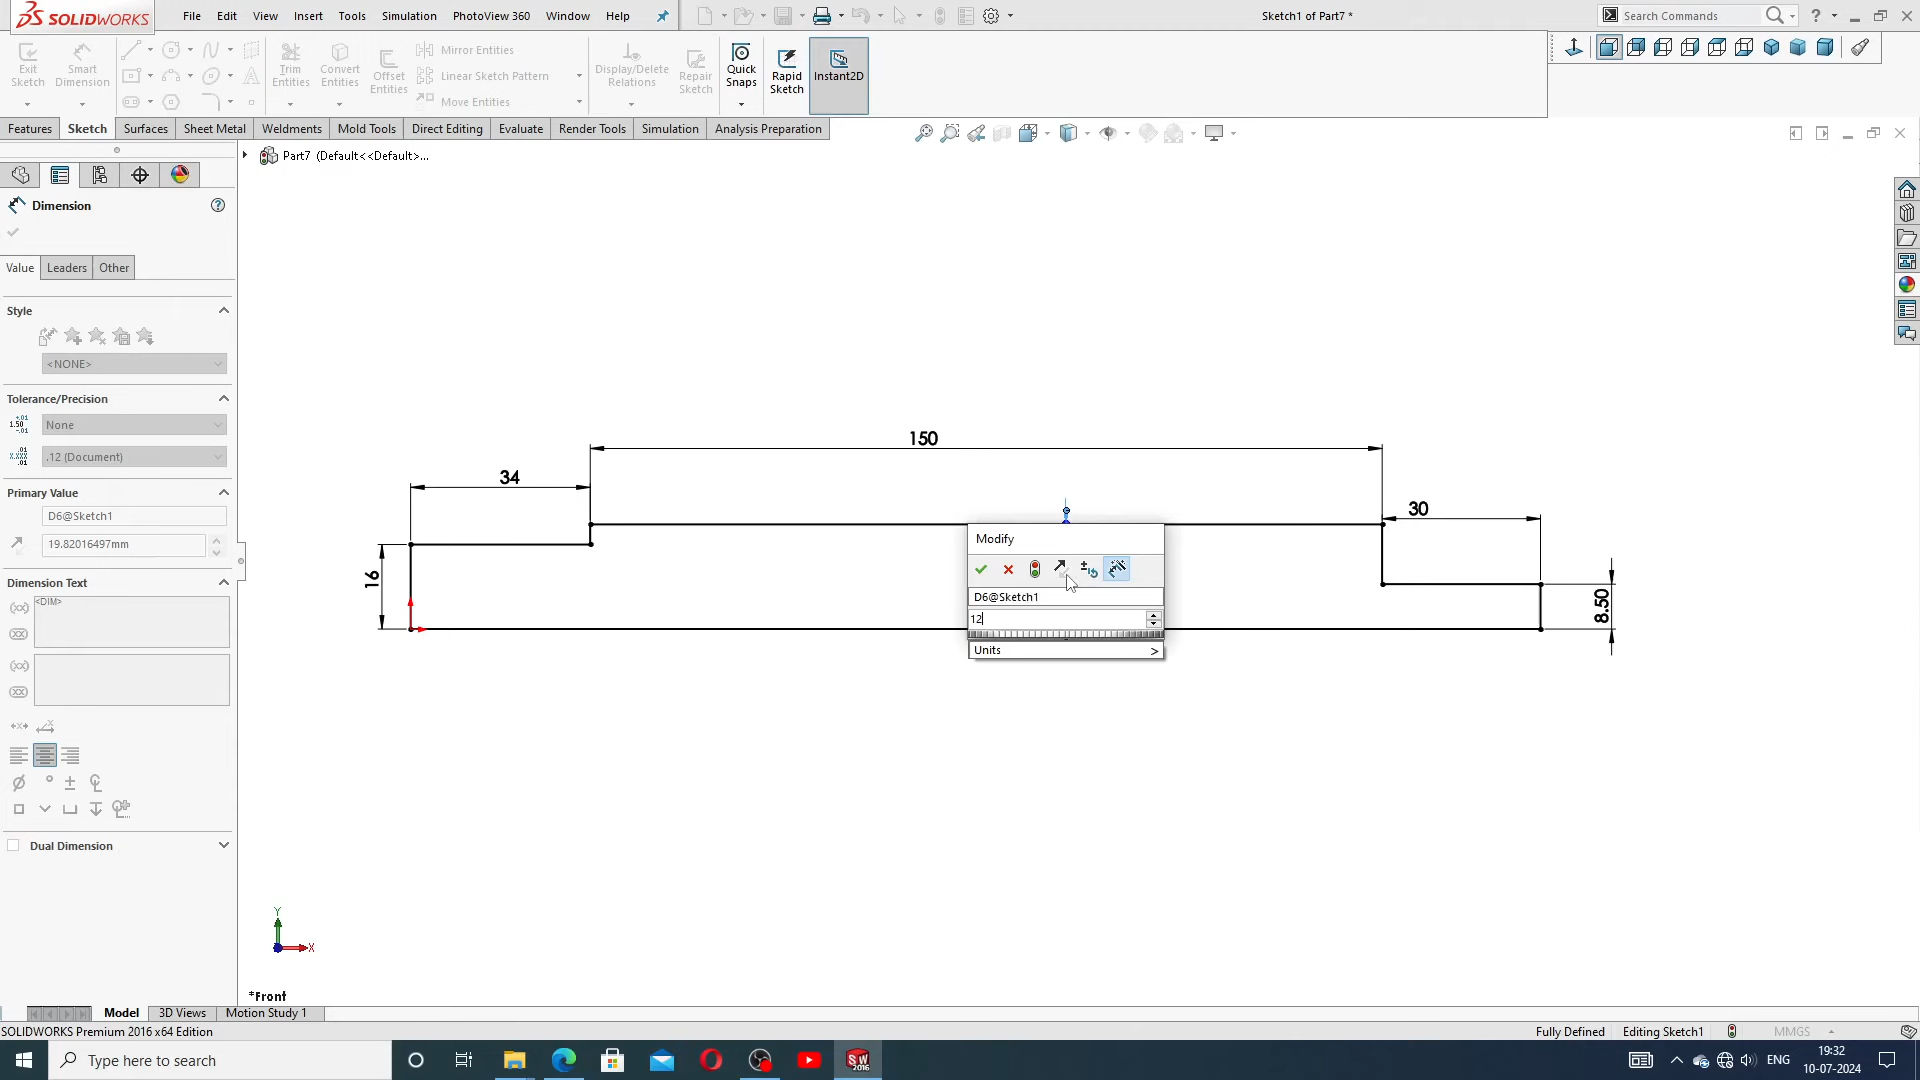 SOLIDWORKS
File Edit View Insert Tools Simulation PhotoView 360 Window Help
Sketch1 of Part7 *
Search Commands
Exit Sketch
Smart Dimension
Trim Entities
Convert Entities
Offset Entities
Mirror Entities
Linear Sketch Pattern
Move Entities
Display/Delete Relations
Repair Sketch
Quick Snaps
Rapid Sketch
Instant2D
Features Sketch Surfaces Sheet Metal Weldments Mold Tools Direct Editing Evaluate Render Tools Simulation Analysis Preparation
Part7 (Default<<Default>...
Dimension
Value Leaders Other
Style
<NONE>
Tolerance/Precision
None
.12 (Document)
Primary Value
D6@Sketch1
19.82016497mm
Dimension Text
<DIM>
Dual Dimension
150
34
30
16
8.50
Modify
D6@Sketch1
12
Units >
Y
X
*Front
Model 3D Views Motion Study 1
SOLIDWORKS Premium 2016 x64 Edition
Fully Defined Editing Sketch1 MMGS
Type here to search
ENG
19:32
10-07-2024